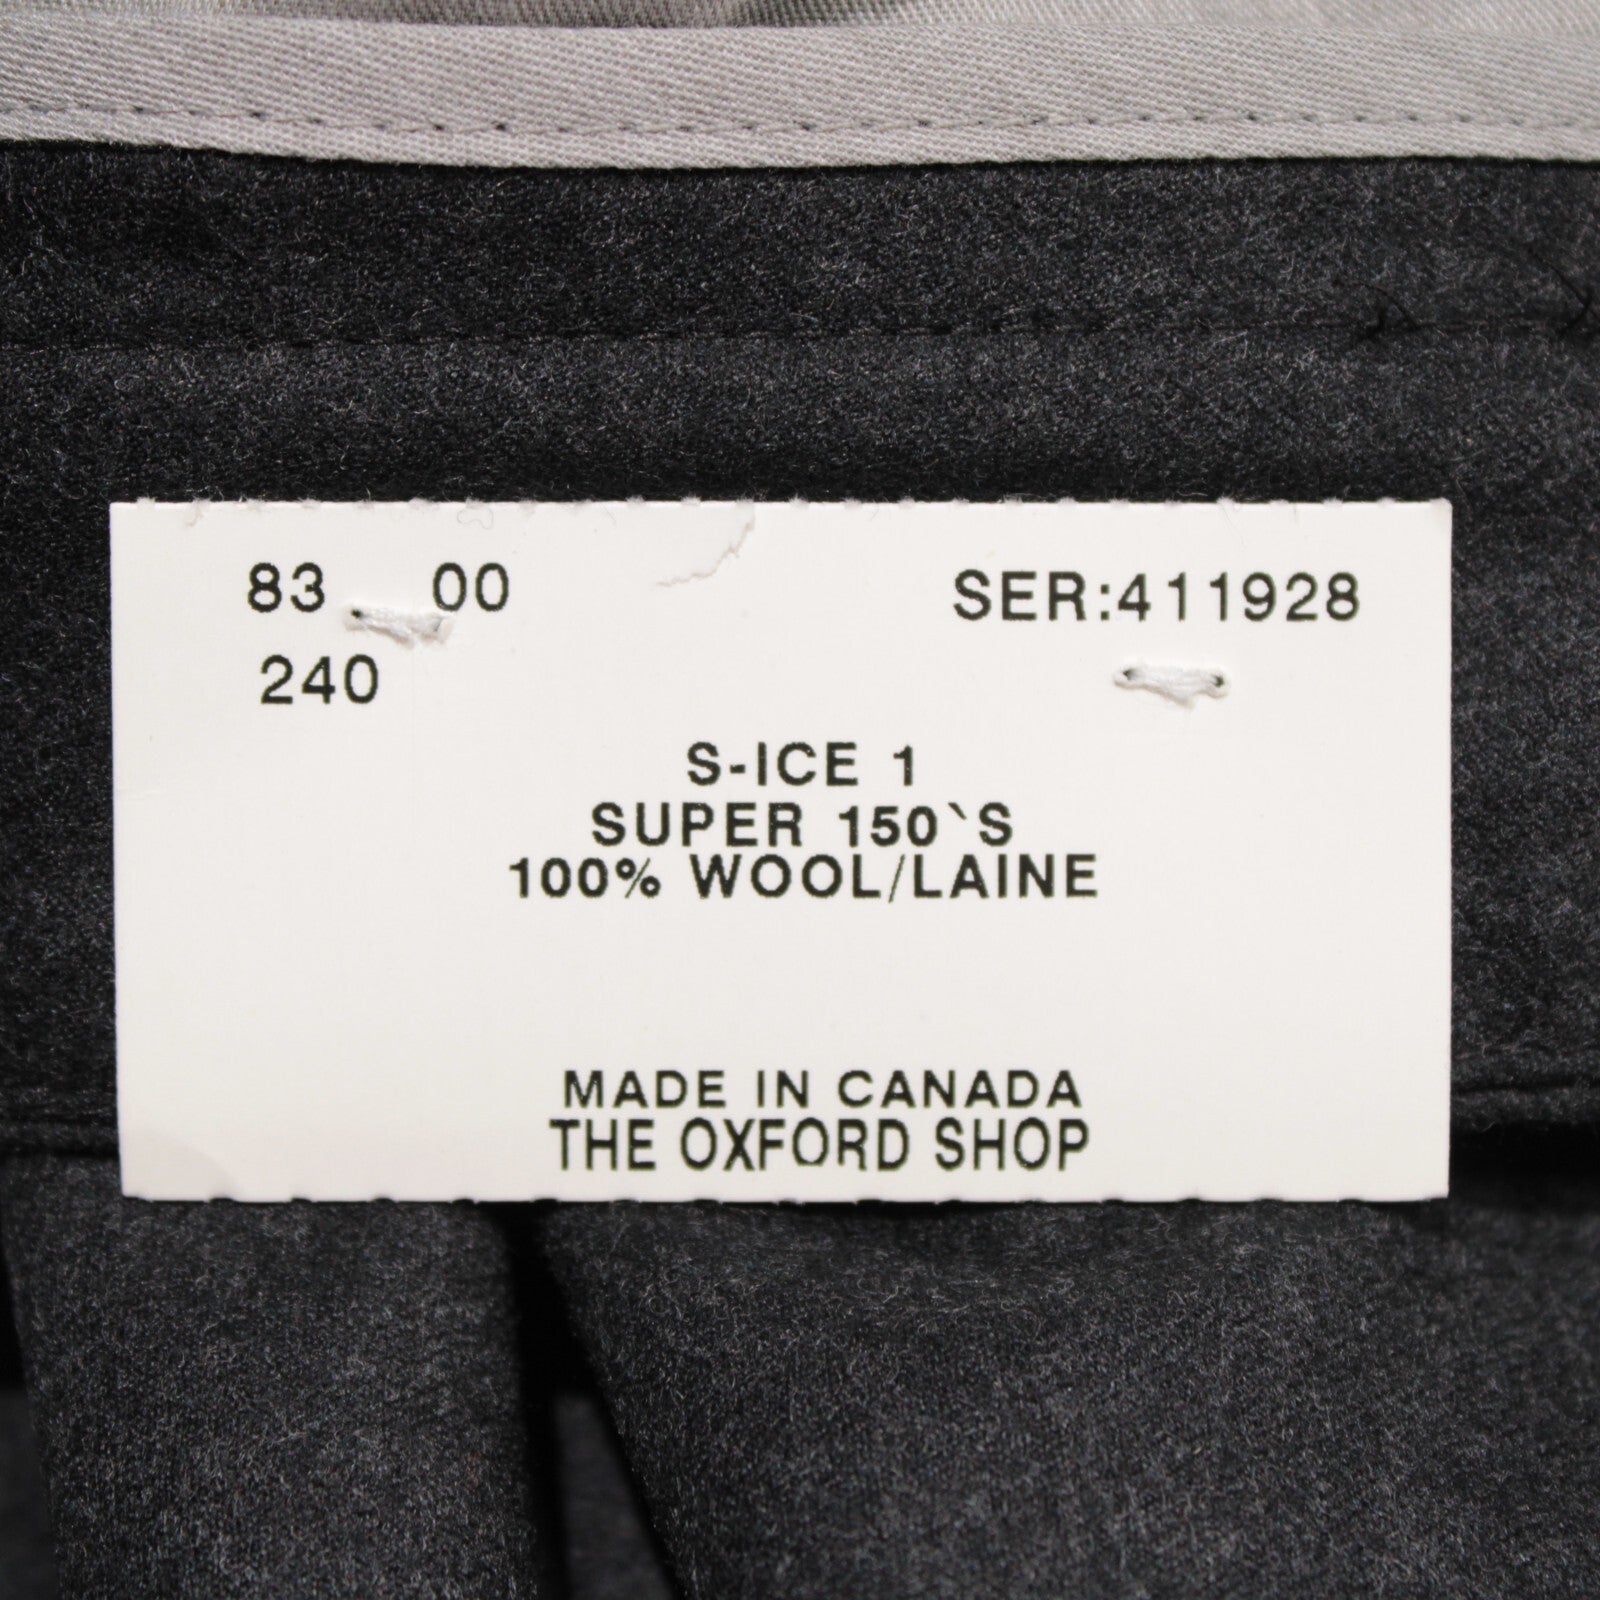 83 00 SER:411928
240
S-ICE 1
SUPER 150`S
100% WOOL/LAINE
MADE IN CANADA
THE OXFORD SHOP